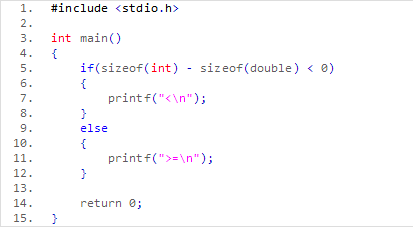 1. #include <stdio.h>
2.
3. int main()
4. {
5.     if(sizeof(int) - sizeof(double) < 0)
6.     {
7.         printf("<\n");
8.     }
9.     else
10.     {
11.         printf(">=\n");
12.     }
13.
14.     return 0;
15. }